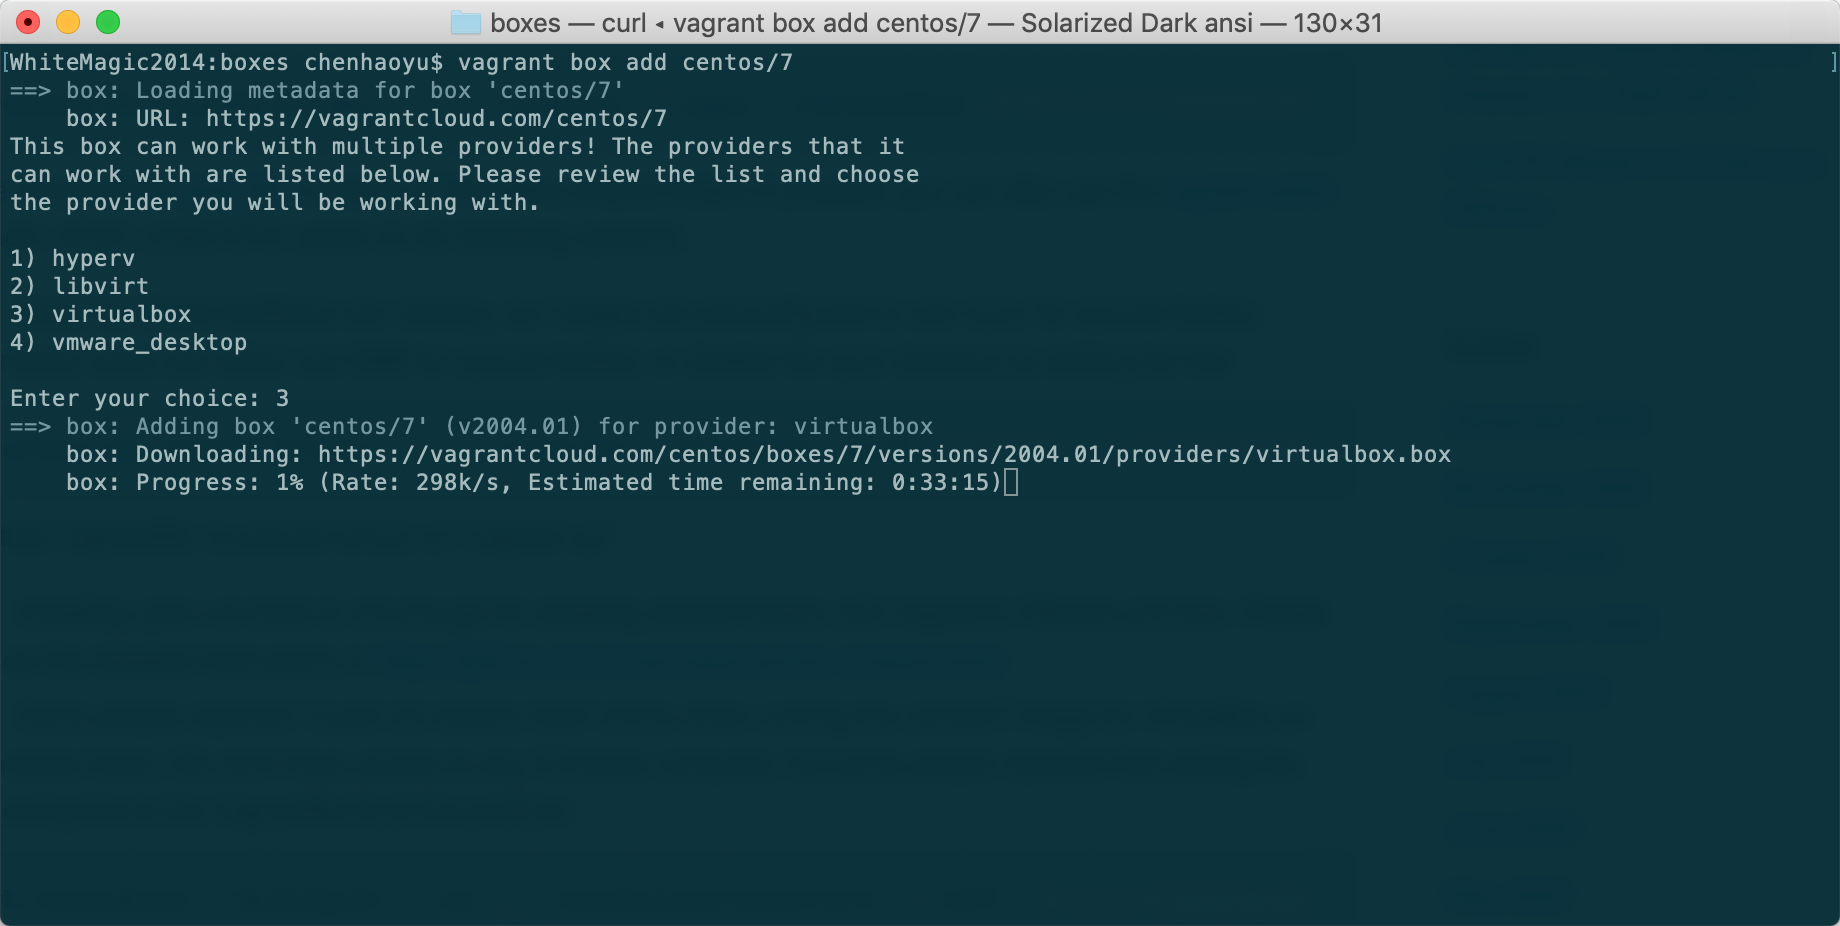 boxes — curl ◂ vagrant box add centos/7 — Solarized Dark ansi — 130×31
[WhiteMagic2014:boxes chenhaoyu$ vagrant box add centos/7 ]
==> box: Loading metadata for box 'centos/7'
    box: URL: https://vagrantcloud.com/centos/7
This box can work with multiple providers! The providers that it
can work with are listed below. Please review the list and choose
the provider you will be working with.

1) hyperv
2) libvirt
3) virtualbox
4) vmware_desktop

Enter your choice: 3
==> box: Adding box 'centos/7' (v2004.01) for provider: virtualbox
    box: Downloading: https://vagrantcloud.com/centos/boxes/7/versions/2004.01/providers/virtualbox.box
    box: Progress: 1% (Rate: 298k/s, Estimated time remaining: 0:33:15)